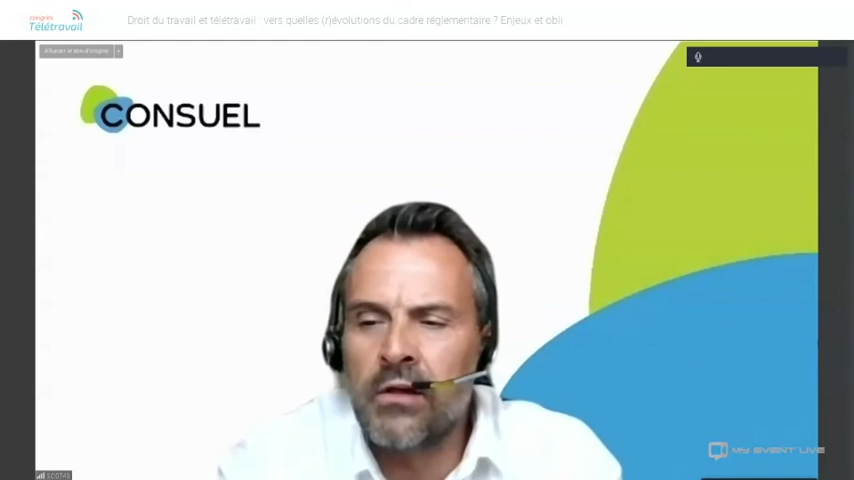 congrès
Télétravail
Droit du travail et télétravail : vers quelles (r)évolutions du cadre réglementaire ? Enjeux et obli
CONSUEL
MY EVENT LIVE